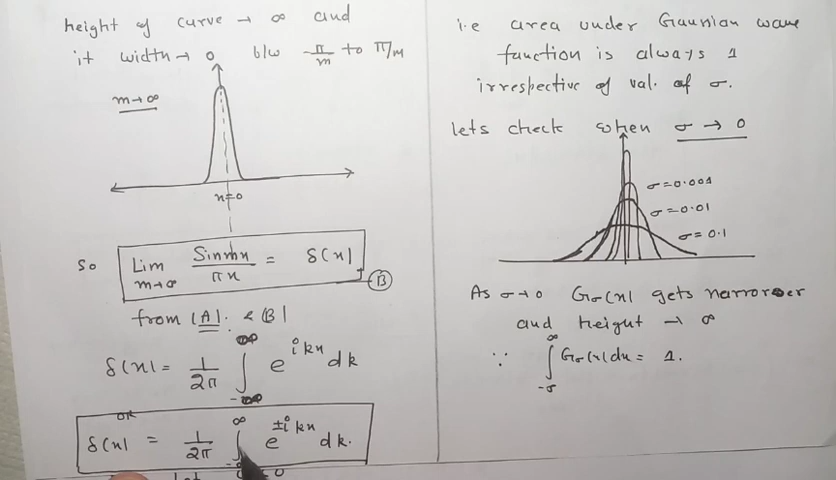 height of curve → ∞ and
it width → 0 b/w -π/m to π/m
m→∞
x=0
So Lim m→∞ Sin mx / πx = δ(x)
B
from (A). & (B)
δ(x) = 1/2π ∫_{-∞}^{∞} e^{ikx} dk
or
δ(x) = 1/2π ∫_{-∞}^{∞} e^{±ikx} dk.
i.e area under Gaussian wave
function is always 1
irrespective of val. of σ.
lets check when σ → 0
σ=0.001
σ=0.01
σ=0.1
As σ→0 Gσ(x) gets narrower
and height → ∞
∵ ∫_{-σ}^{∞} Gσ(x)dx = 1.